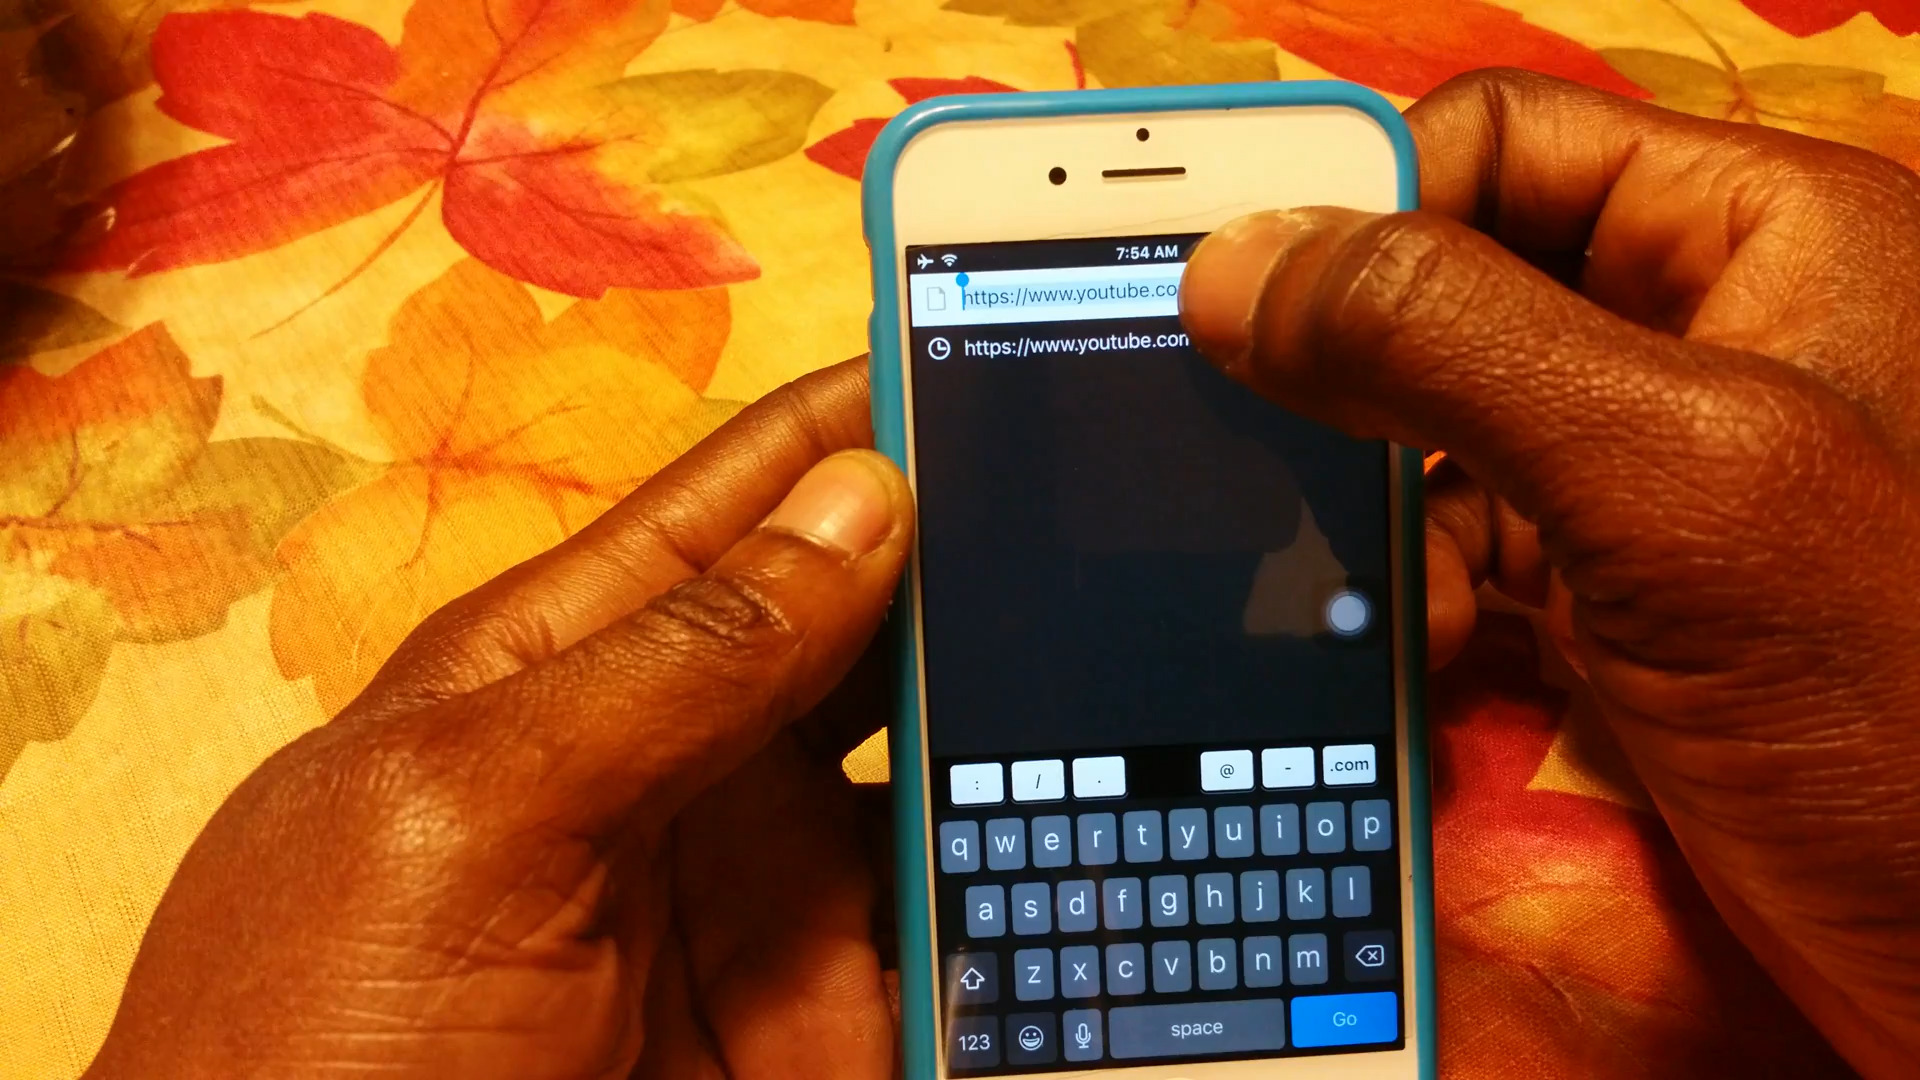 7:54 AM
https://www.youtube.co
https://www.youtube.com
: / . @ - .com
q w e r t y u i o p
a s d f g h j k l
z x c v b n m
123 space Go